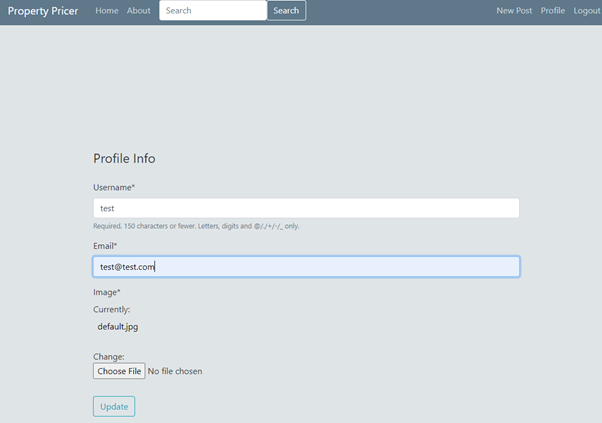 Property Pricer Home About Search Search New Post Profile Logout
Profile Info
Username*
test
Required. 150 characters or fewer. Letters, digits and @/./+/-/_ only.
Email*
test@test.com
Image*
Currently:
default.jpg
Change:
Choose File No file chosen
Update